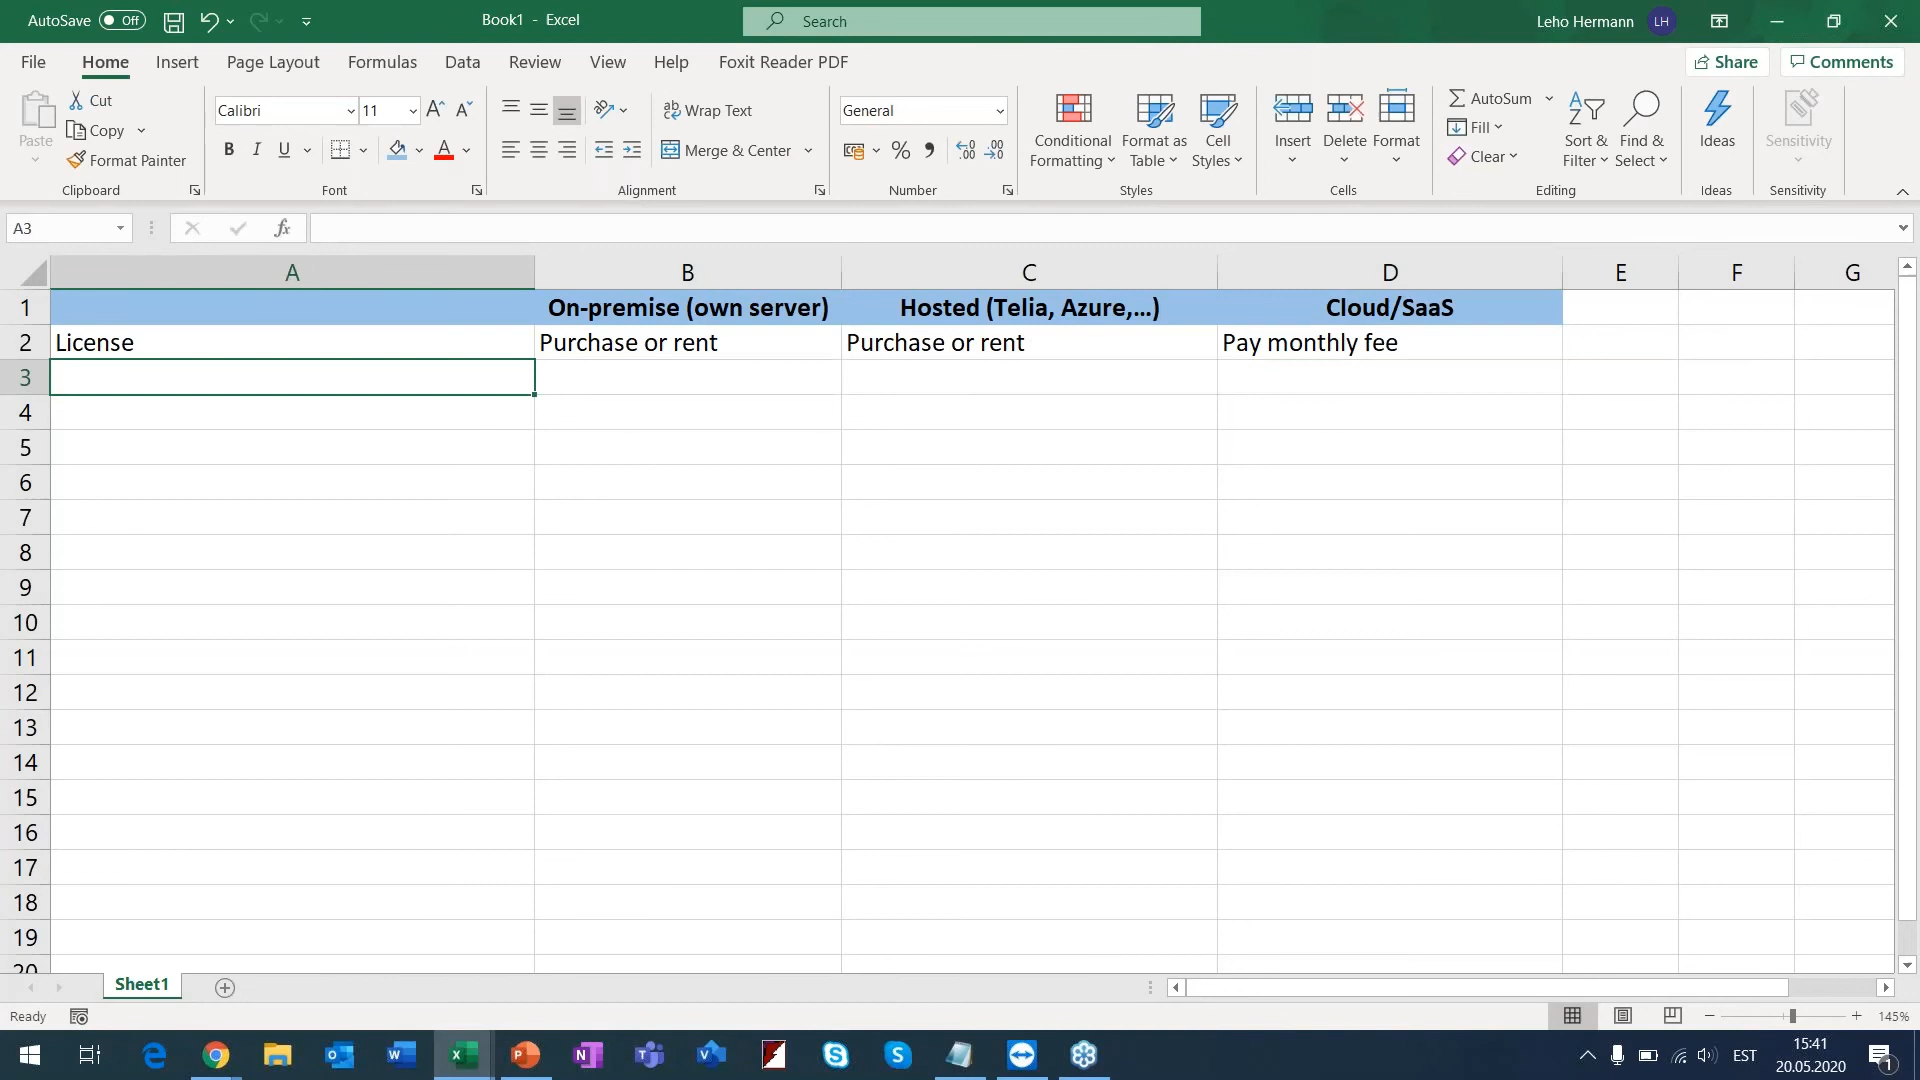 AutoSave Off Book1 - Excel Search Leho Hermann LH
File Home Insert Page Layout Formulas Data Review View Help Foxit Reader PDF Share Comments
Paste Cut Copy Format Painter Clipboard
Calibri 11 A A B I U A Font
ab Wrap Text Merge & Center Alignment
General % Number
Conditional Formatting Format as Table Cell Styles Styles
Insert Delete Format Cells
AutoSum Fill Clear Sort & Filter Find & Select Editing
Ideas Ideas
Sensitivity Sensitivity
A3 fx
A B C D E F G
1 On-premise (own server) Hosted (Telia, Azure,...) Cloud/SaaS
2 License Purchase or rent Purchase or rent Pay monthly fee
3
4
5
6
7
8
9
10
11
12
13
14
15
16
17
18
19
20
Sheet1
Ready 145%
EST 15:41
20.05.2020 1